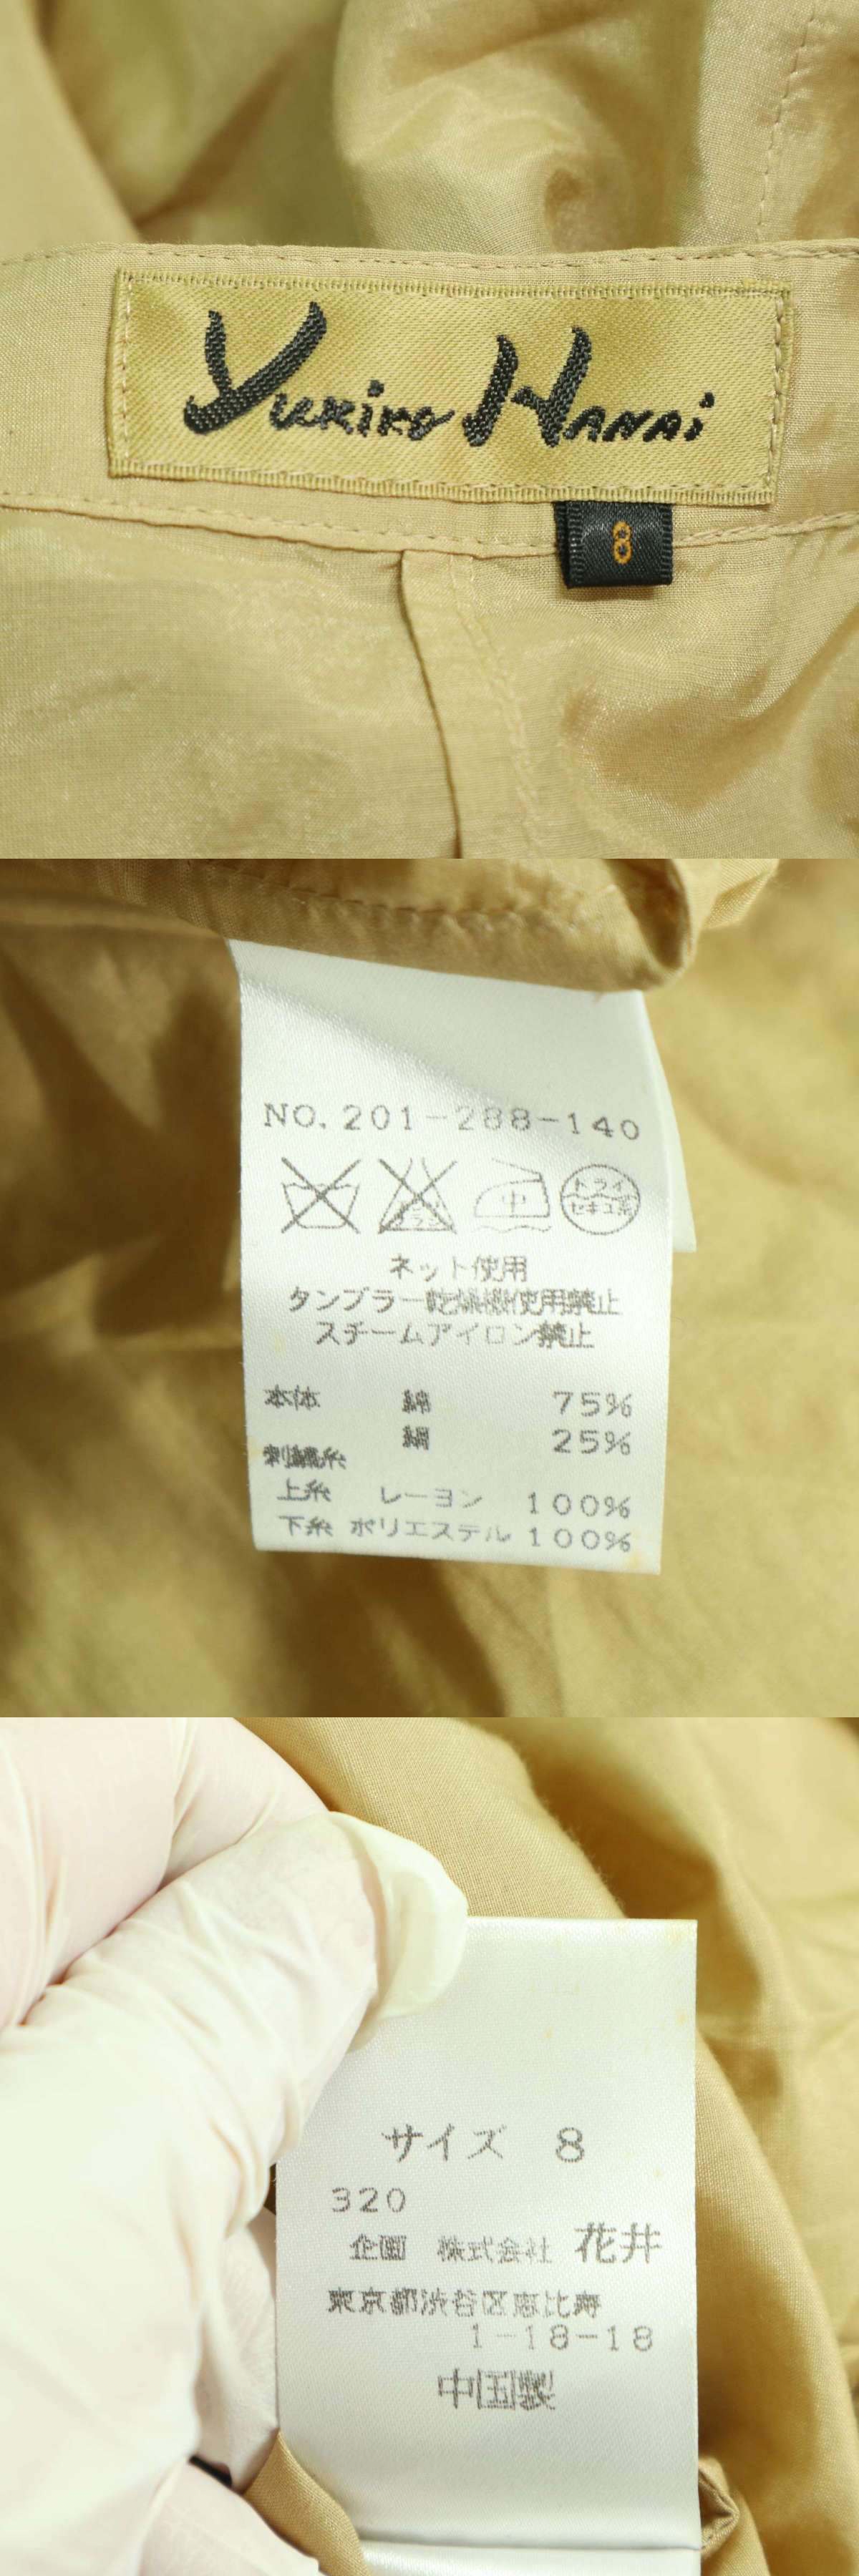 Yukiko Hanai
8
NO.201-288-140
中
ドライ
セキユ系
ネット使用
タンブラー乾燥機使用禁止
スチームアイロン禁止
本体 綿 75%
絹 25%
刺繍糸
上糸 レーヨン 100%
下糸 ポリエステル 100%
サイズ 8
320
企画 株式会社 花井
東京都渋谷区恵比寿
1-18-18
中国製